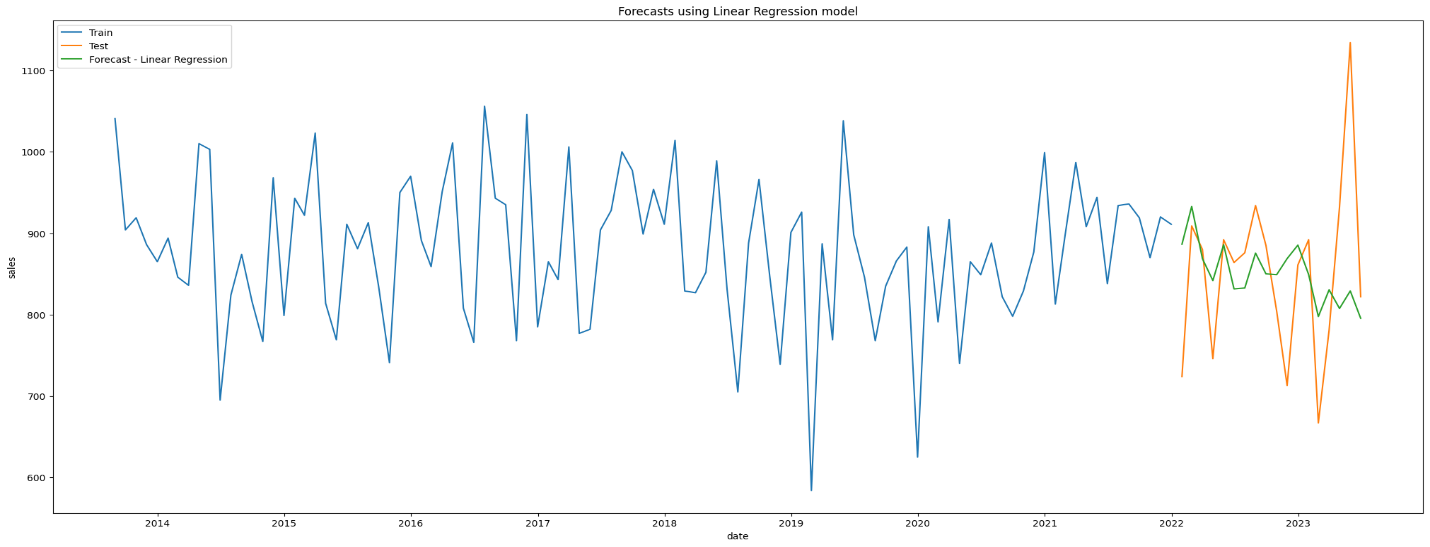 Forecasts using Linear Regression model
Train
Test
Forecast - Linear Regression
sales
1100
1000
900
800
700
600
2014 2015 2016 2017 2018 2019 2020 2021 2022 2023
date